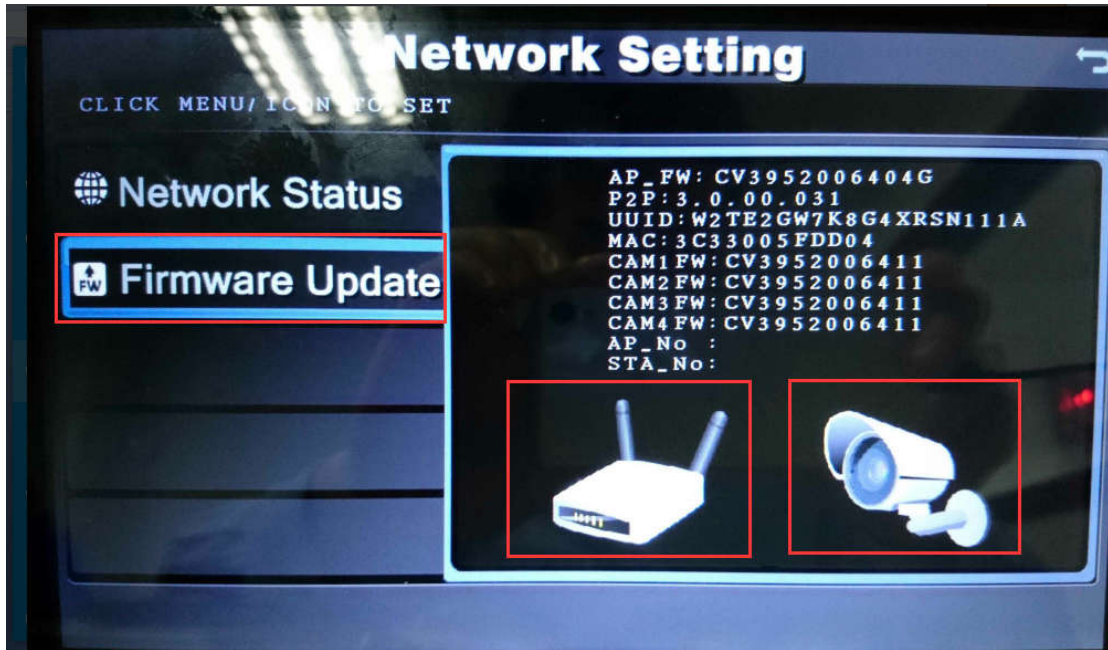 Network Setting
CLICK MENU/ICON TO SET
Network Status
FW Firmware Update
AP_FW: CV3952006404G
P2P:3.0.00.031
UUID:W2TE2GW7K8G4XRSN111A
MAC:3C33005FDD04
CAM1FW:CV3952006411
CAM2FW:CV3952006411
CAM3FW:CV3952006411
CAM4FW:CV3952006411
AP_No :
STA_No: